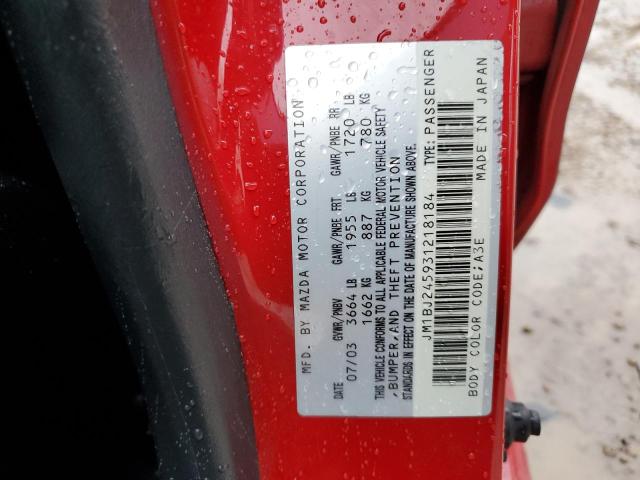 MFD. BY MAZDA MOTOR CORPORATION
DATE GVWR/PNBV GAWR/PNBE FRT GAWR/PNBE RR
07/03 3664 LB 1955 LB 1720 LB
1662 KG 887 KG 780 KG
THIS VEHICLE CONFORMS TO ALL APPLICABLE FEDERAL MOTOR VEHICLE SAFETY
, BUMPER, AND THEFT PREVENTION
STANDARDS IN EFFECT ON THE DATE OF MANUFACTURE SHOWN ABOVE.
JM1BJ245931218184 TYPE: PASSENGER
BODY COLOR CODE;A3E MADE IN JAPAN